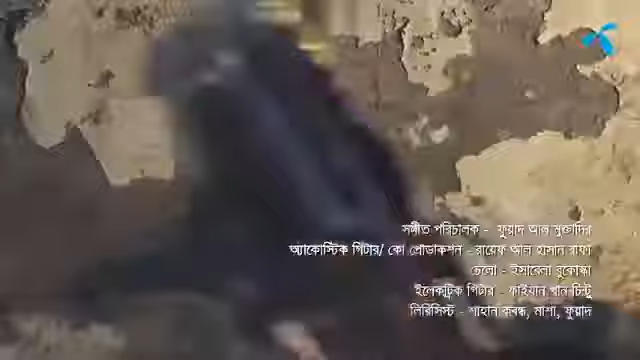 সঙ্গীত পরিচালক - ফুয়াদ আল মুক্তাদির
অ্যাকোস্টিক গিটার/ কো প্রোডাকশন - রায়েফ আল হাসান রাফা
চেলো - ইসাবেলা বুকোস্কা
ইলেকট্রিক গিটার - ফাইযান খান চিন্টু
লিরিসিস্ট - শাহান কবন্ধ, মাশা, ফুয়াদ